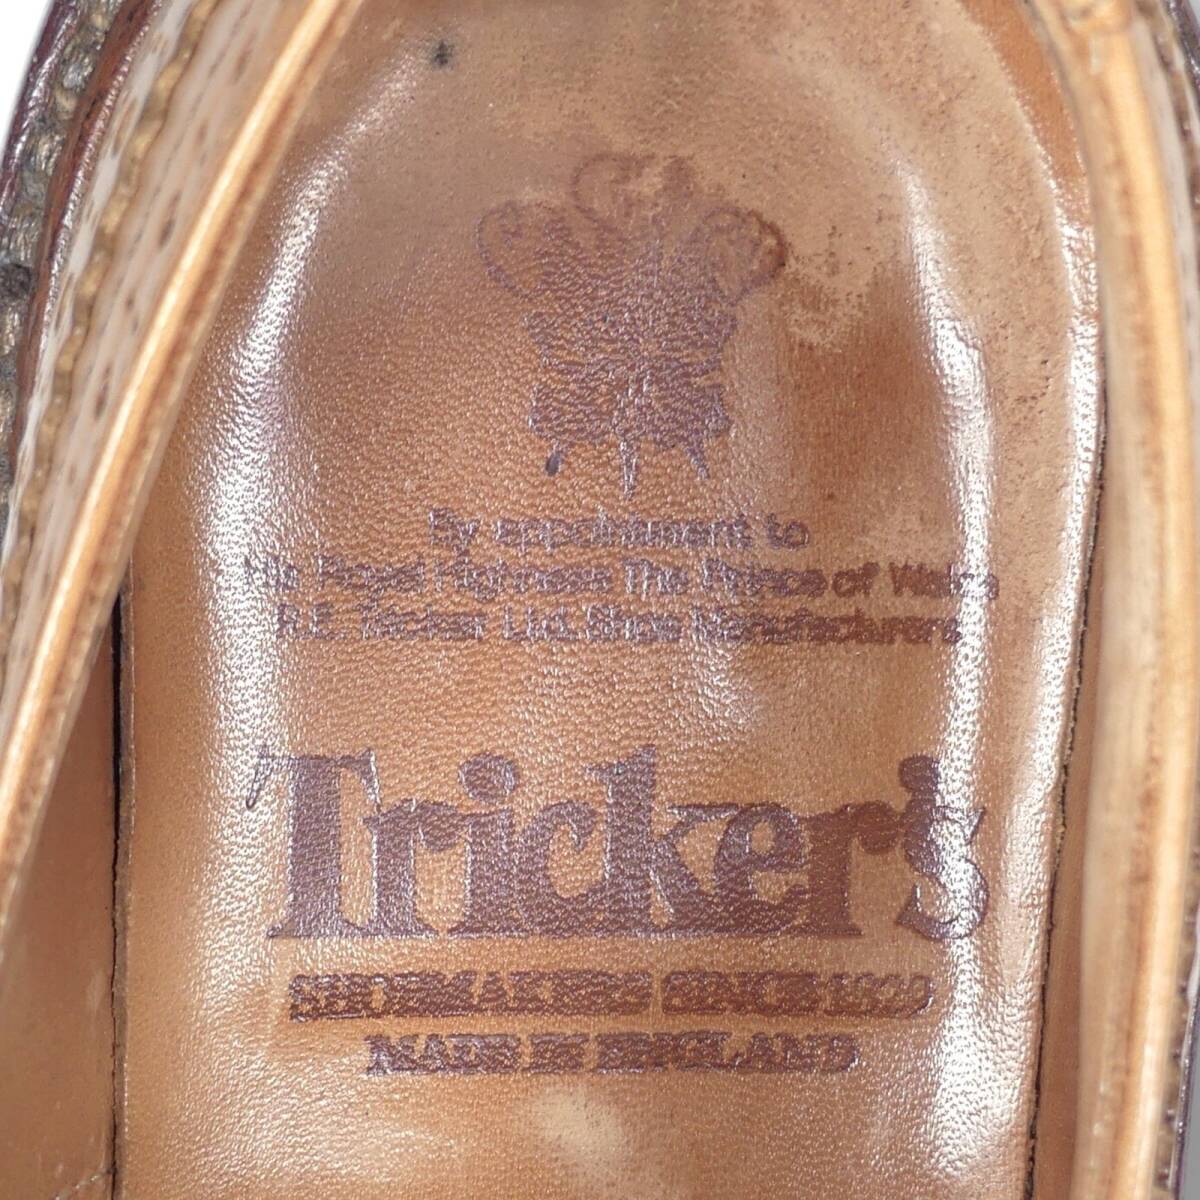 By appointment to
His Royal Highness The Prince of Wales
R.E. Tricker Ltd. Shoe Manufacturers
Tricker's
SHOEMAKERS SINCE 1829
MADE IN ENGLAND